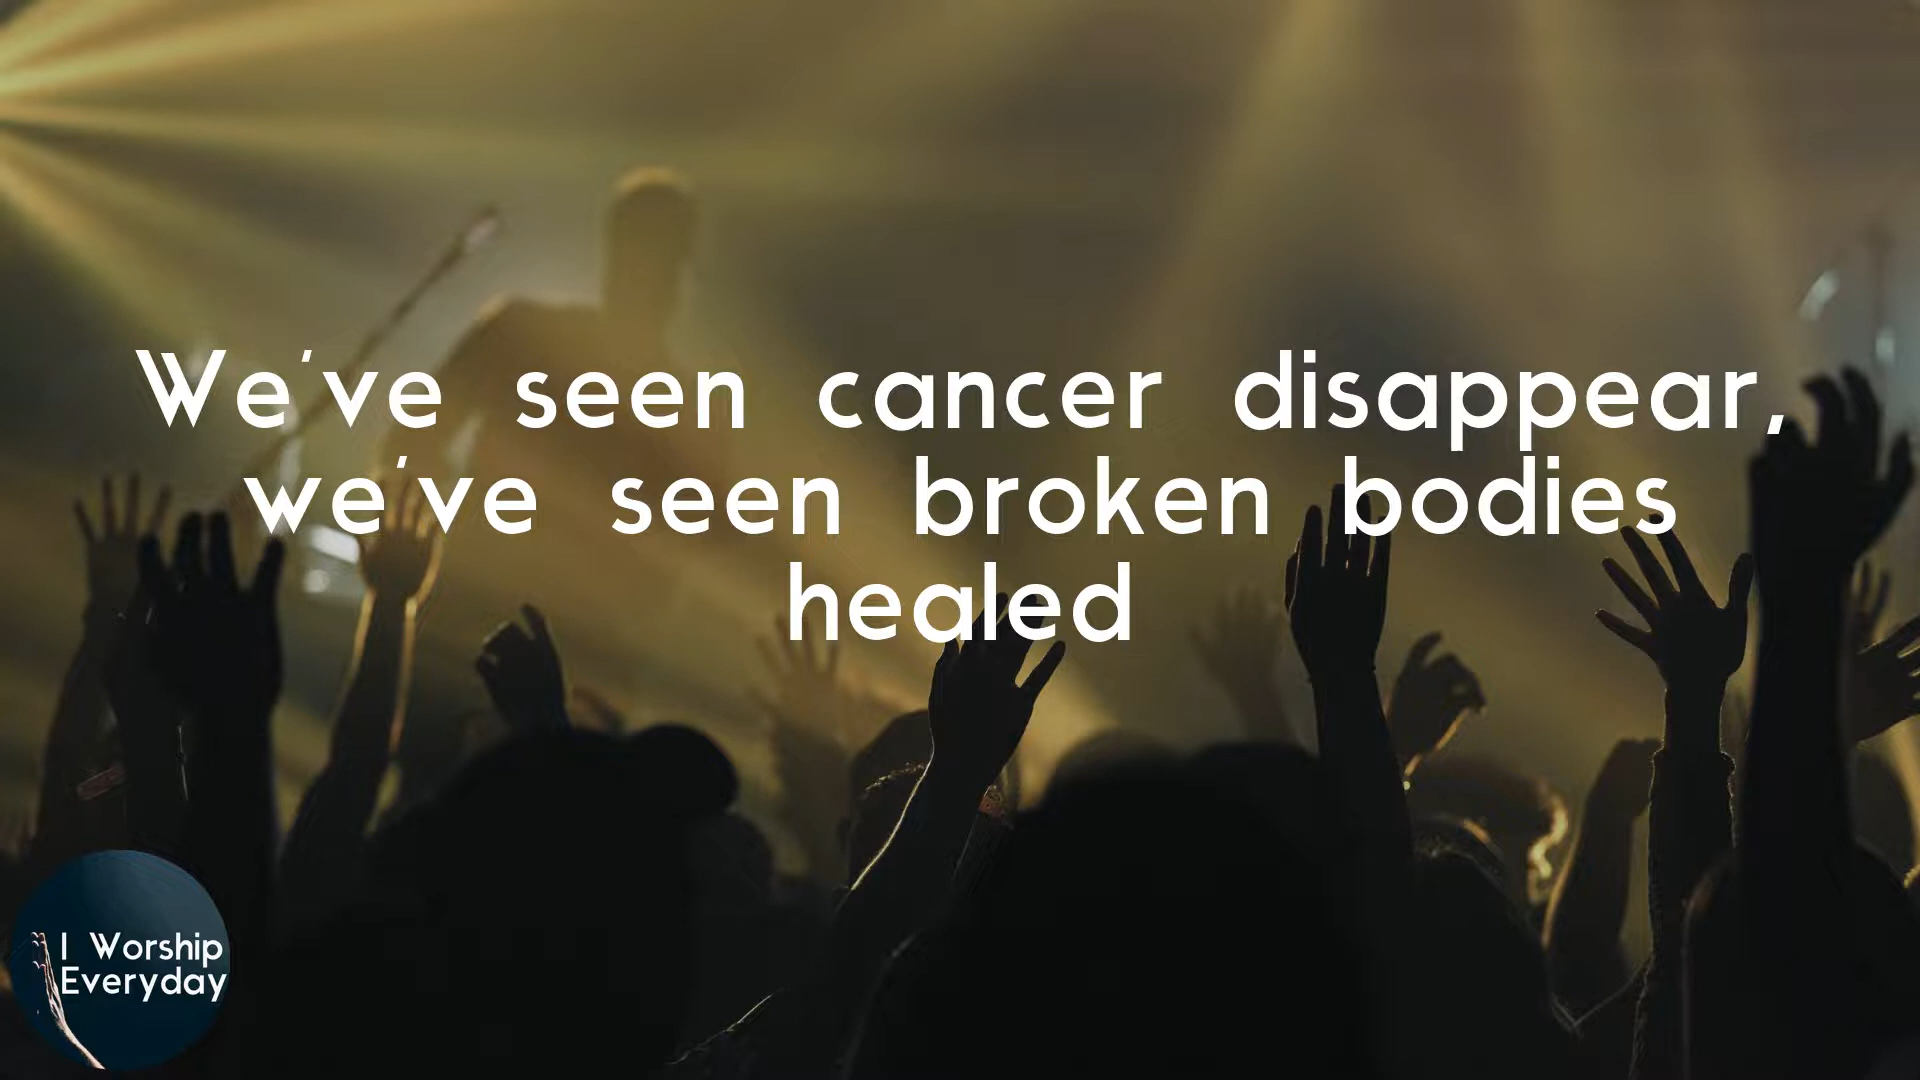 We've seen cancer disappear,
we've seen broken bodies
healed
I Worship
Everyday